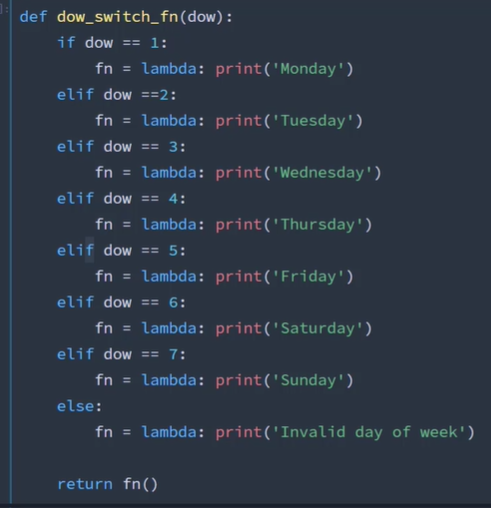 def dow_switch_fn(dow):
    if dow == 1:
        fn = lambda: print('Monday')
    elif dow ==2:
        fn = lambda: print('Tuesday')
    elif dow == 3:
        fn = lambda: print('Wednesday')
    elif dow == 4:
        fn = lambda: print('Thursday')
    elif dow == 5:
        fn = lambda: print('Friday')
    elif dow == 6:
        fn = lambda: print('Saturday')
    elif dow == 7:
        fn = lambda: print('Sunday')
    else:
        fn = lambda: print('Invalid day of week')

    return fn()